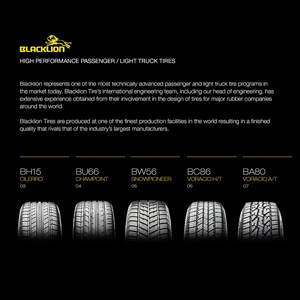 BLACKLION
HIGH PERFORMANCE PASSENGER / LIGHT TRUCK TIRES
Blacklion represents one of the most technically advanced passenger and light truck tire programs in
the market today. Blacklion Tire's international engineering team, including our head of engineering, has
extensive experience obtained from their involvement in the design of tires for major rubber companies
around the world.
Blacklion Tires are produced at one of the finest production facilities in the world resulting in a finished
quality that rivals that of the industry's largest manufacturers.
BH15 BU66 BW56 BC86 BA80
CILERRO CHAMPOINT SNOWPIONEER VORACIO H/T VORACIO A/T
03 04 05 06 07